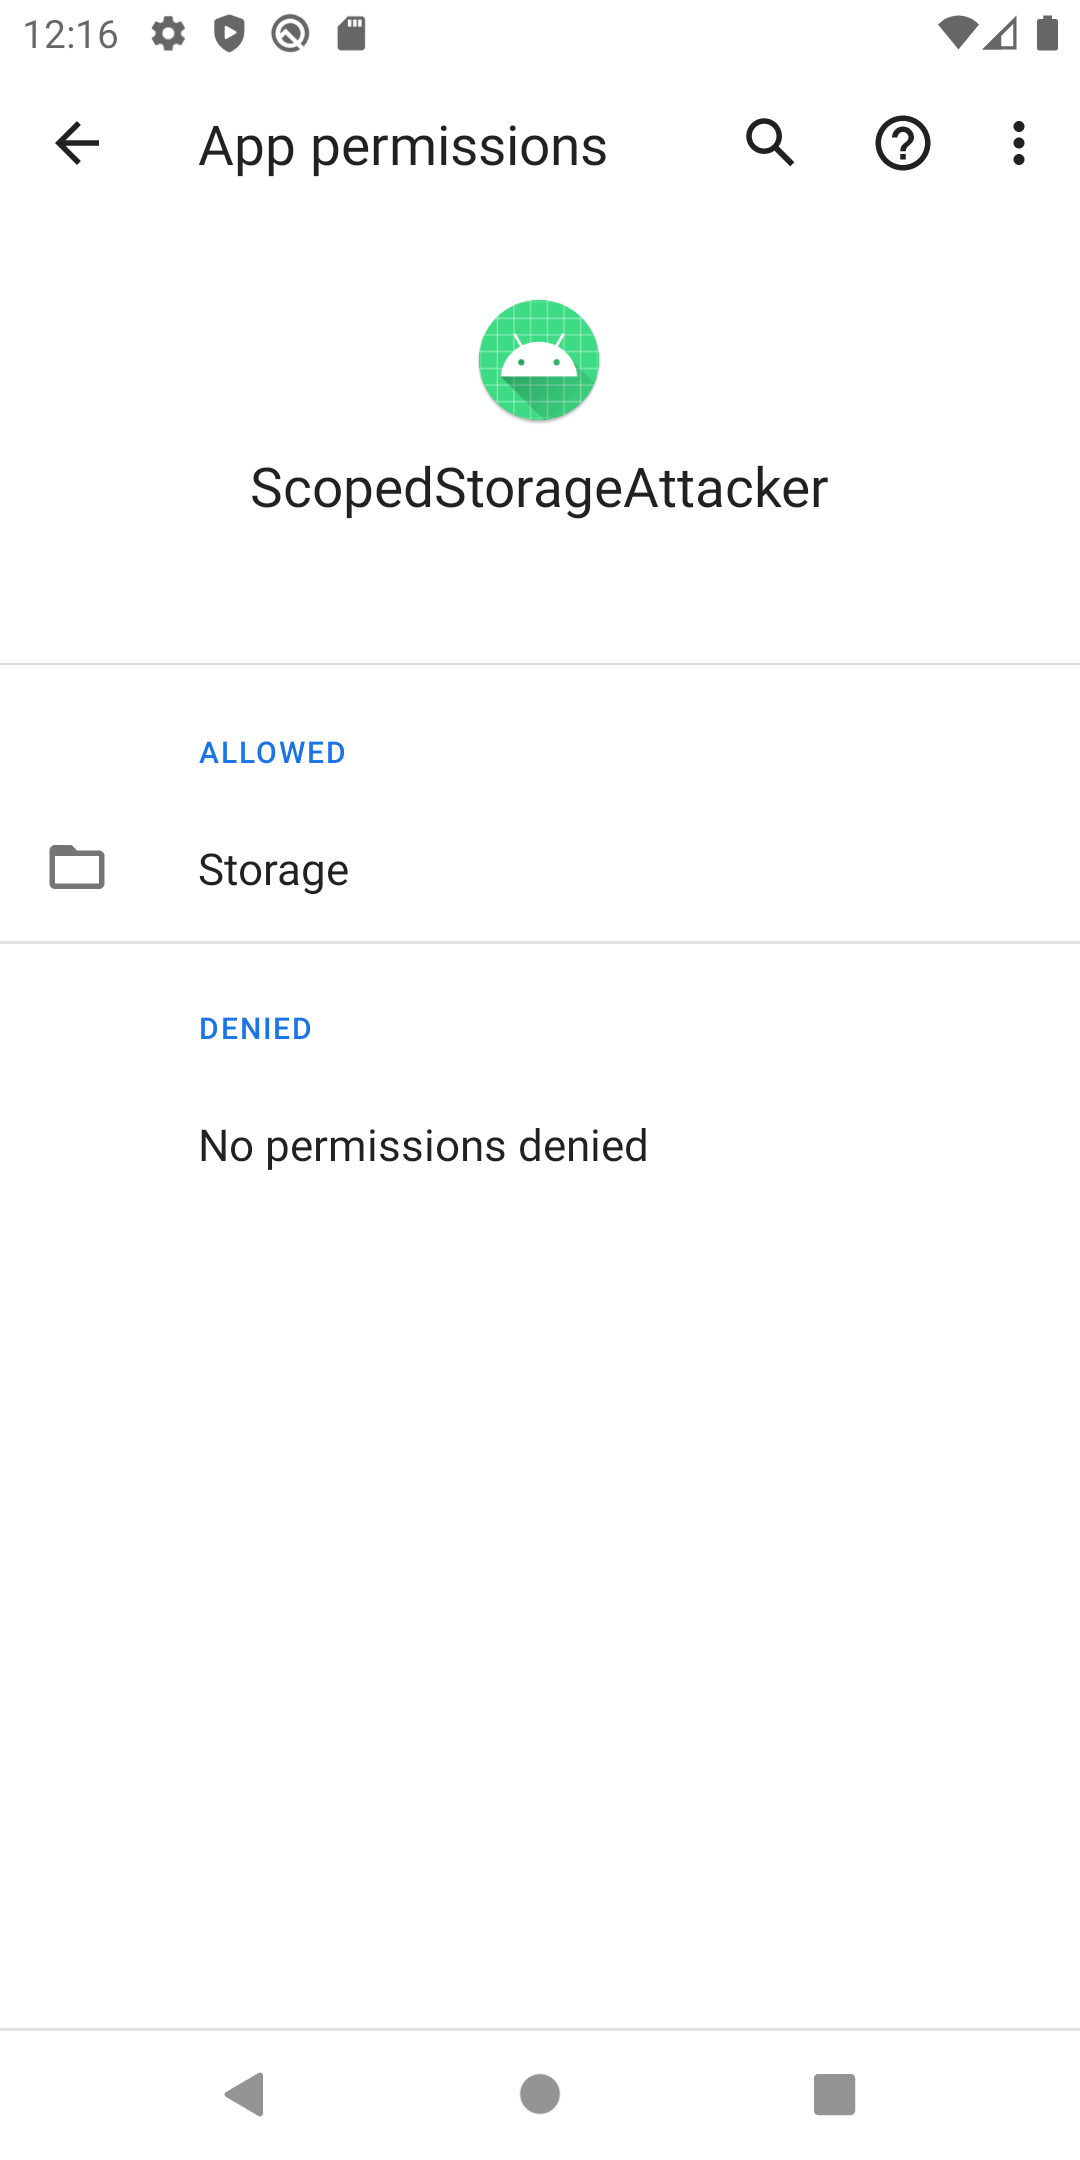 12:16
App permissions
ScopedStorageAttacker
ALLOWED
Storage
DENIED
No permissions denied